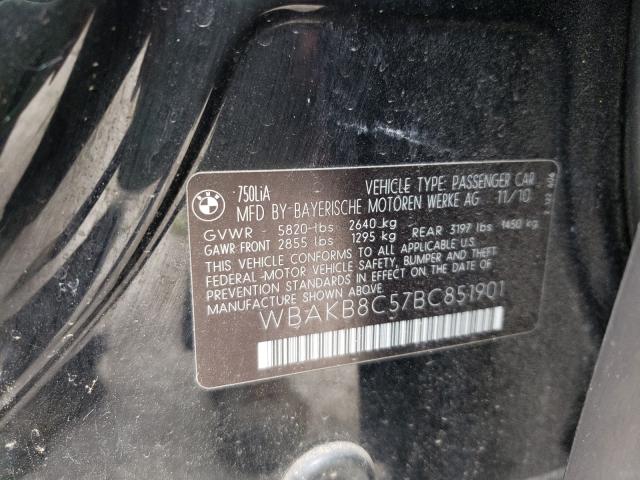 BMW
750LiA
VEHICLE TYPE: PASSENGER CAR
MFD BY-BAYERISCHE MOTOREN WERKE AG 11/10
GVWR - 5820-lbs 2640 kg
GAWR FRONT 2855 lbs 1295 kg REAR 3197 lbs 1450 kg
THIS VEHICLE CONFORMS TO ALL APPLICABLE U.S.
FEDERAL-MOTOR VEHICLE SAFETY, BUMPER AND THEFT
PREVENTION STANDARDS IN EFFECT ON THE DATE OF
MANUFACTURE SHOWN ABOVE.
WBAKB8C57BC851901